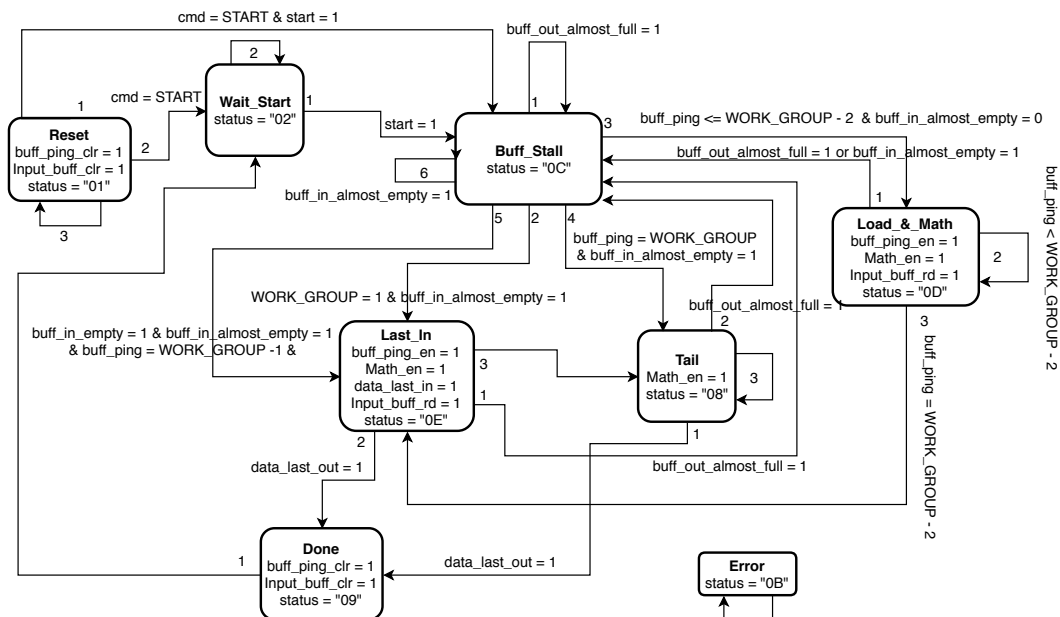 cmd = START & start = 1
buff_out_almost_full = 1
2
1
cmd = START
Wait_Start
status = "02"
1
1
3
buff_ping <= WORK_GROUP - 2 & buff_in_almost_empty = 0
Reset
buff_ping_clr = 1
Input_buff_clr = 1
status = "01"
2
3
start = 1
Buff_Stall
status = "0C"
6
buff_in_almost_empty = 1
buff_out_almost_full = 1 or buff_in_almost_empty = 1
1
Load_&_Math
buff_ping_en = 1
Math_en = 1
Input_buff_rd = 1
status = "0D"
2
buff_ping < WORK_GROUP - 2
3
buff_ping = WORK_GROUP - 2
5
2
4
buff_ping = WORK_GROUP
& buff_in_almost_empty = 1
WORK_GROUP = 1 & buff_in_almost_empty = 1
buff_out_almost_full = 1
buff_in_empty = 1 & buff_in_almost_empty = 1
& buff_ping = WORK_GROUP -1 &
Last_In
buff_ping_en = 1
Math_en = 1
data_last_in = 1
Input_buff_rd = 1
status = "0E"
3
1
2
2
Tail
Math_en = 1
status = "08"
3
1
data_last_out = 1
buff_out_almost_full = 1
Done
buff_ping_clr = 1
Input_buff_clr = 1
status = "09"
1
data_last_out = 1
Error
status = "0B"